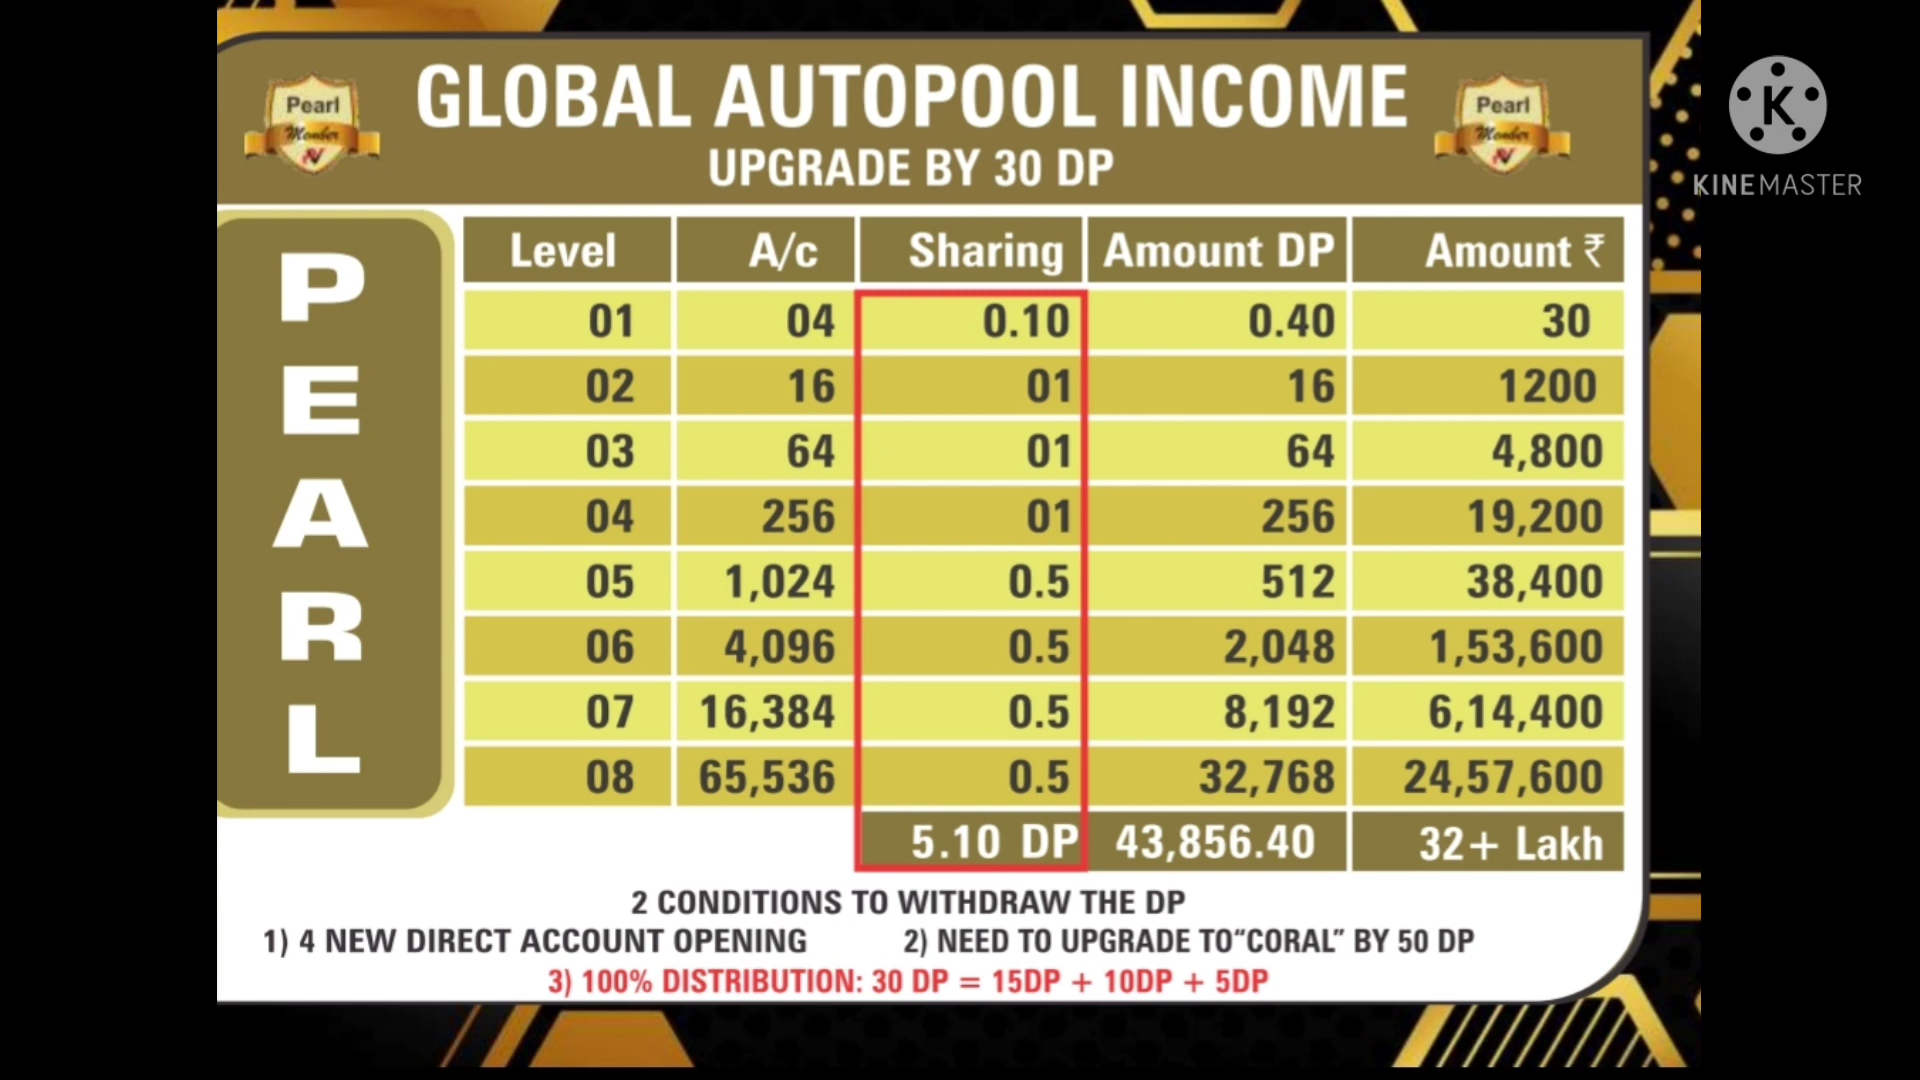 GLOBAL AUTOPOOL INCOME
UPGRADE BY 30 DP
Pearl
Member
Pearl
Member
K
KINEMASTER
PEARL
Level A/c Sharing Amount DP Amount ₹
01 04 0.10 0.40 30
02 16 01 16 1200
03 64 01 64 4,800
04 256 01 256 19,200
05 1,024 0.5 512 38,400
06 4,096 0.5 2,048 1,53,600
07 16,384 0.5 8,192 6,14,400
08 65,536 0.5 32,768 24,57,600
5.10 DP 43,856.40 32+ Lakh
2 CONDITIONS TO WITHDRAW THE DP
1) 4 NEW DIRECT ACCOUNT OPENING 2) NEED TO UPGRADE TO“CORAL” BY 50 DP
3) 100% DISTRIBUTION: 30 DP = 15DP + 10DP + 5DP